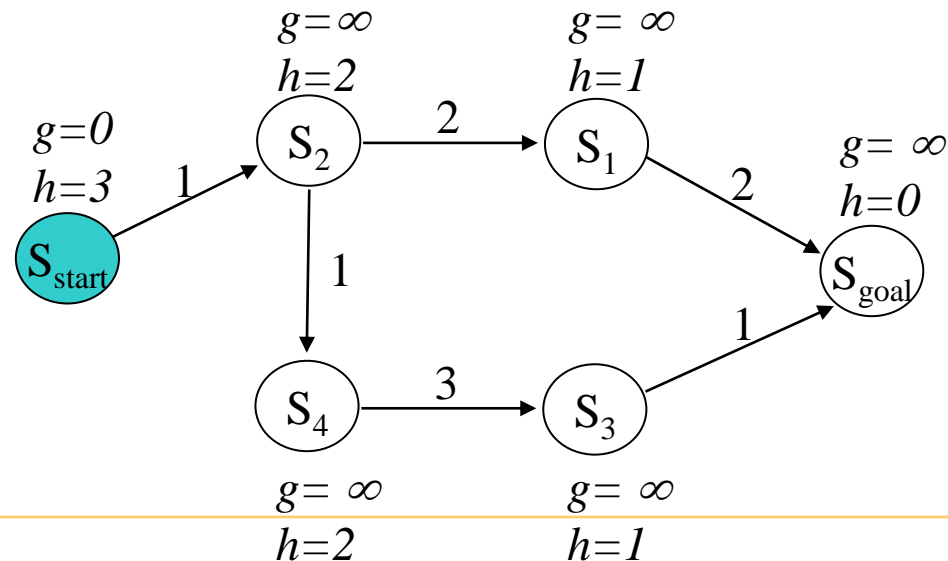 g=∞
h=2
g= ∞
h=1
g=0
h=3
g= ∞
h=0
1
S2
2
S1
2
Sstart
Sgoal
1
1
S4
3
S3
g= ∞
h=2
g= ∞
h=1